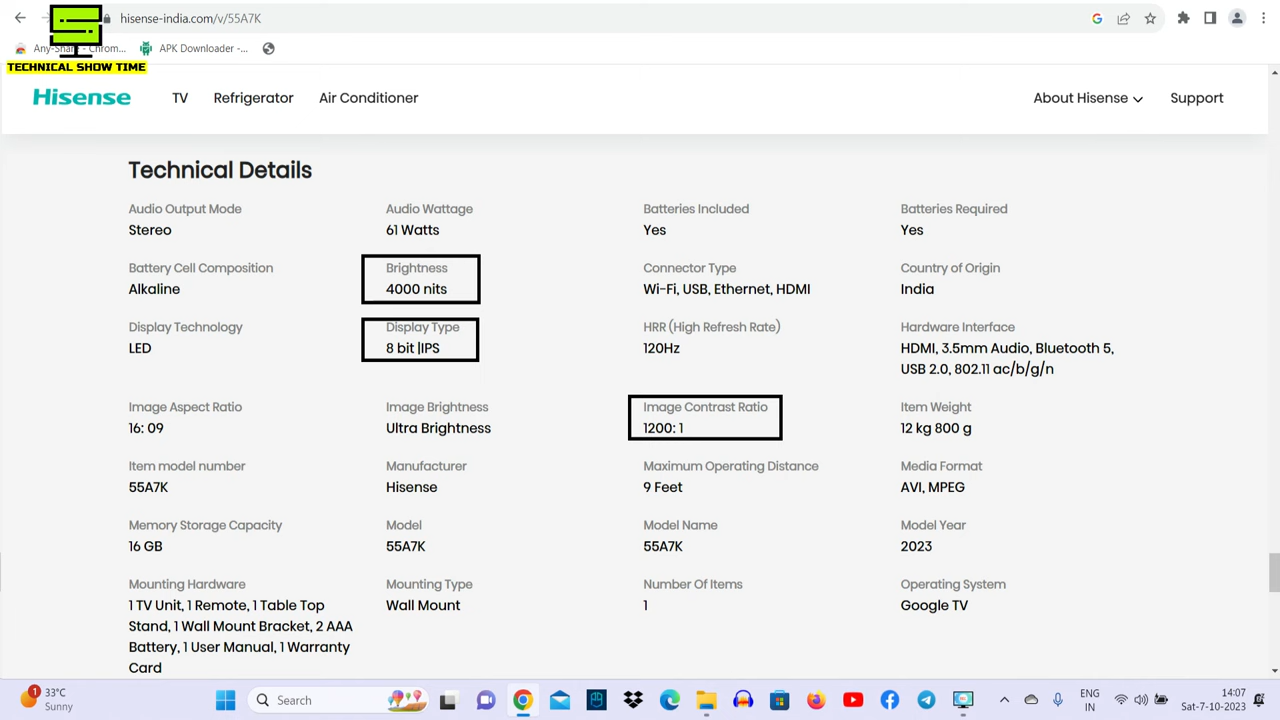 hisense-india.com/v/55A7K
Any-Shar
- Chrom...
APK Downloader -...
TECHNICAL SHOW TIME
Hisense
TV
Refrigerator
Air Conditioner
About Hisense
Support
Technical Details
Audio Output Mode
Stereo
Audio Wattage
61 Watts
Batteries Included
Yes
Batteries Required
Yes
Battery Cell Composition
Alkaline
Brightness
4000 nits
Connector Type
Wi-Fi, USB, Ethernet, HDMI
Country of Origin
India
Display Technology
LED
Display Type
8 bit |IPS
HRR (High Refresh Rate)
120Hz
Hardware Interface
HDMI, 3.5mm Audio, Bluetooth 5,
USB 2.0, 802.11 ac/b/g/n
Image Aspect Ratio
16: 09
Image Brightness
Ultra Brightness
Image Contrast Ratio
1200: 1
Item Weight
12 kg 800 g
Item model number
55A7K
Manufacturer
Hisense
Maximum Operating Distance
9 Feet
Media Format
AVI, MPEG
Memory Storage Capacity
16 GB
Model
55A7K
Model Name
55A7K
Model Year
2023
Mounting Hardware
1 TV Unit, 1 Remote, 1 Table Top
Stand, 1 Wall Mount Bracket, 2 AAA
Battery, 1 User Manual, 1 Warranty
Card
Mounting Type
Wall Mount
Number Of Items
1
Operating System
Google TV
1
33°C
Sunny
Search
ENG
IN
14:07
Sat-7-10-2023